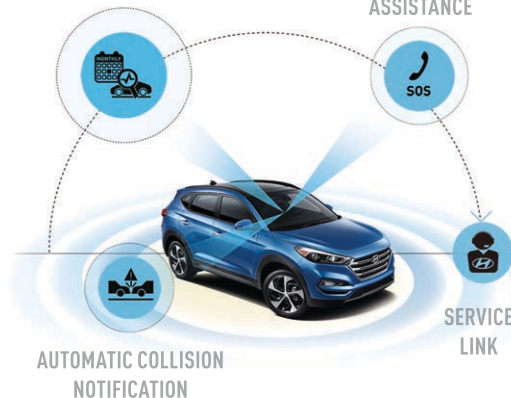 ASSISTANCE
MONTHLY
SOS
SERVICE
LINK
AUTOMATIC COLLISION
NOTIFICATION